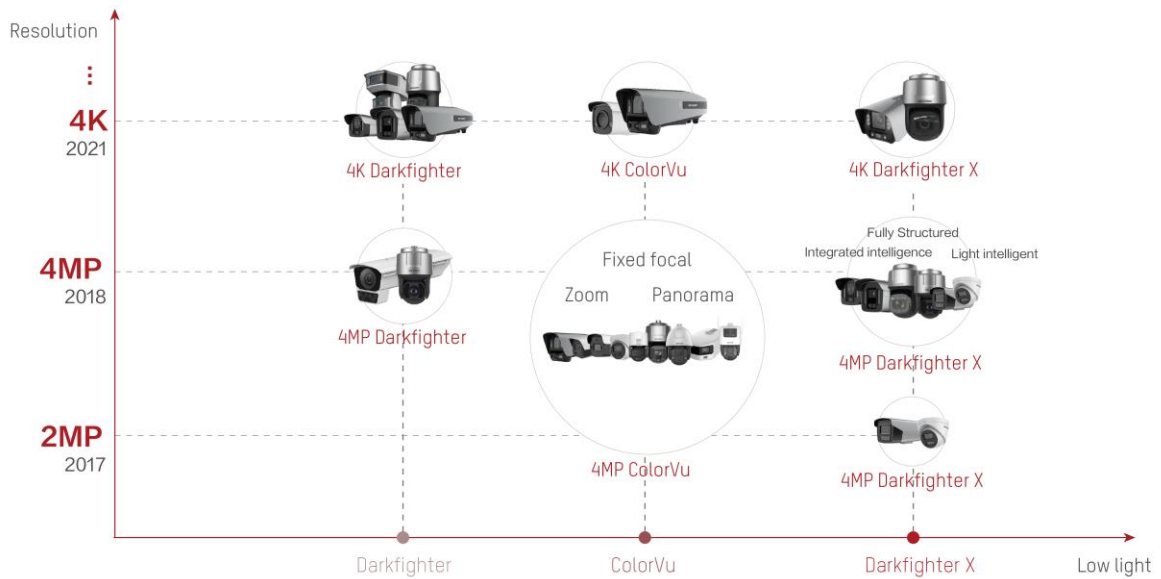 Resolution
4K
2021
4K Darkfighter
4K ColorVu
4K Darkfighter X
4MP
2018
4MP Darkfighter
Fixed focal
Zoom
Panorama
4MP ColorVu
Fully Structured
Integrated intelligence
Light intelligent
4MP Darkfighter X
2MP
2017
4MP Darkfighter X
Darkfighter
ColorVu
Darkfighter X
Low light